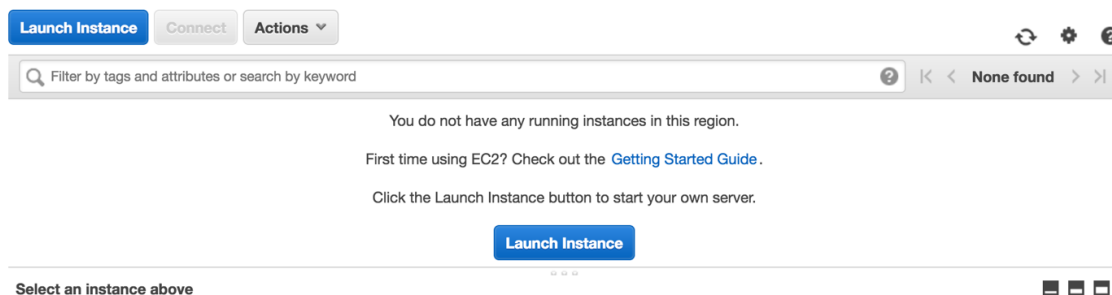 Launch Instance Connect Actions
Filter by tags and attributes or search by keyword None found
You do not have any running instances in this region.
First time using EC2? Check out the Getting Started Guide.
Click the Launch Instance button to start your own server.
Launch Instance
Select an instance above